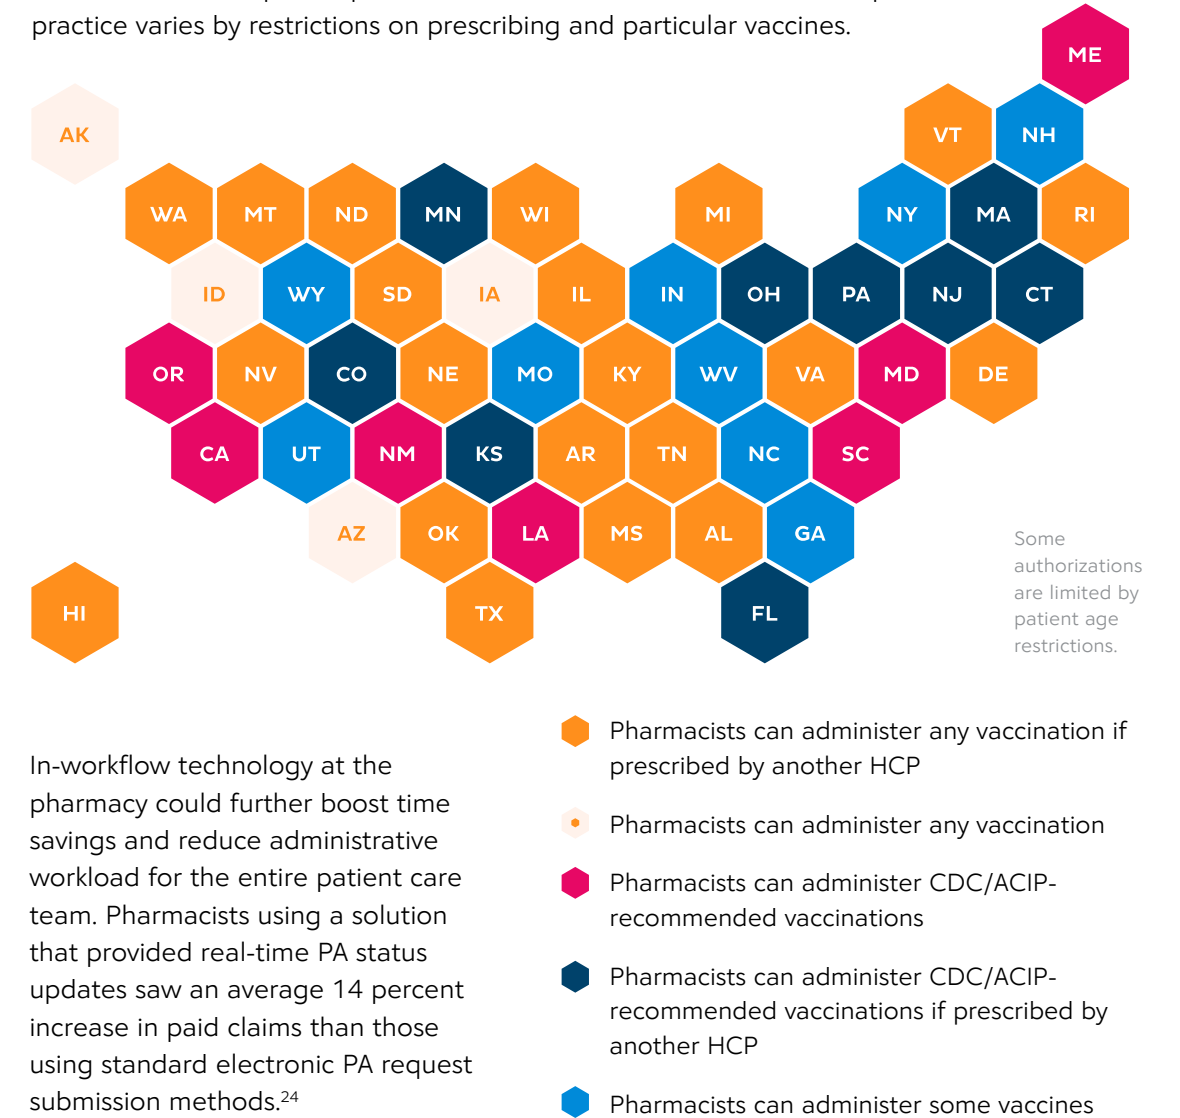 practice varies by restrictions on prescribing and particular vaccines.
ME
AK
VT
NH
WA
MT
ND
MN
WI
MI
NY
MA
RI
ID
WY
SD
IA
IL
IN
OH
PA
NJ
CT
OR
NV
CO
NE
MO
KY
WV
VA
MD
DE
CA
UT
NM
KS
AR
TN
NC
SC
AZ
OK
LA
MS
AL
GA
HI
TX
FL
Some
authorizations
are limited by
patient age
restrictions.
In-workflow technology at the
pharmacy could further boost time
savings and reduce administrative
workload for the entire patient care
team. Pharmacists using a solution
that provided real-time PA status
updates saw an average 14 percent
increase in paid claims than those
using standard electronic PA request
submission methods.²⁴
Pharmacists can administer any vaccination if
prescribed by another HCP
Pharmacists can administer any vaccination
Pharmacists can administer CDC/ACIP-
recommended vaccinations
Pharmacists can administer CDC/ACIP-
recommended vaccinations if prescribed by
another HCP
Pharmacists can administer some vaccines